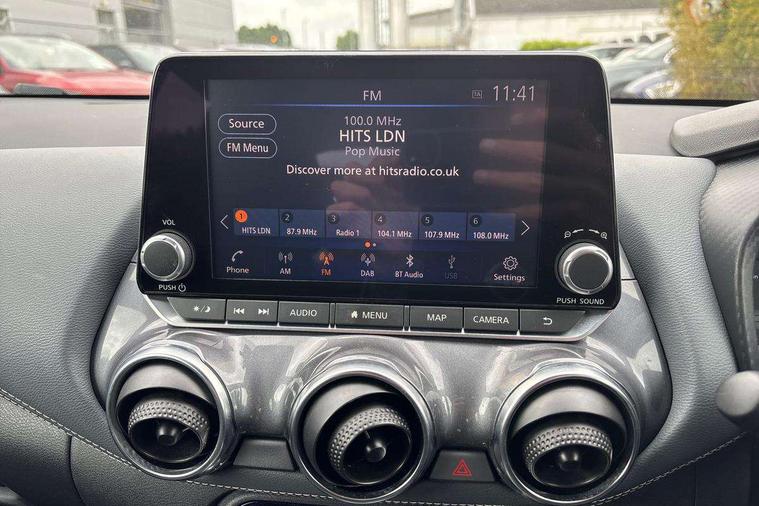 FM
TA
11:41
Source
FM Menu
100.0 MHz
HITS LDN
Pop Music
Discover more at hitsradio.co.uk
1 2 3 4 5 6
HITS LDN 87.9 MHz Radio 1 104.1 MHz 107.9 MHz 108.0 MHz
Phone AM FM DAB BT Audio USB Settings
VOL
PUSH
PUSH SOUND
AUDIO MENU MAP CAMERA